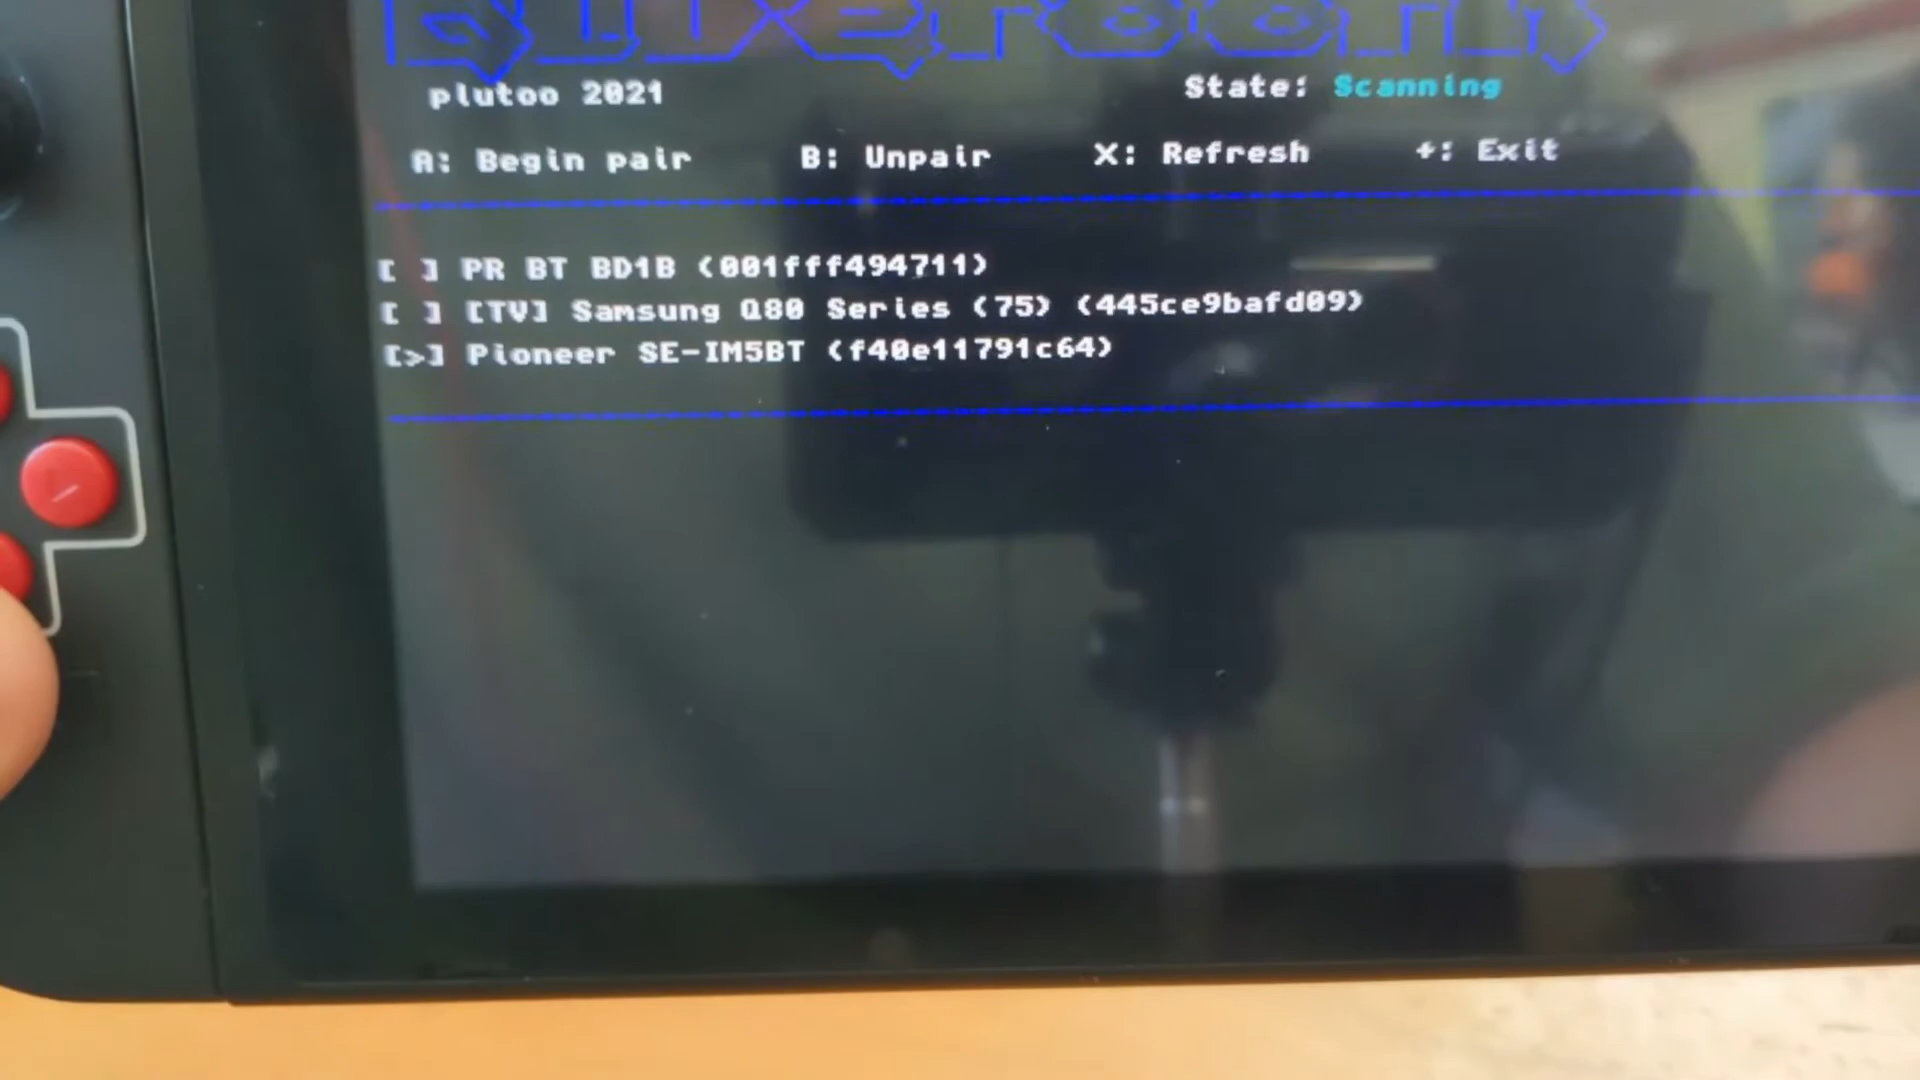 plutoo 2021 State: Scanning
A: Begin pair B: Unpair X: Refresh +: Exit
[ ] PR BT BD1B (001fff494711)
[ ] [TV] Samsung Q80 Series (75) (445ce9bafd09)
[>] Pioneer SE-IM5BT (f40e11791c64)